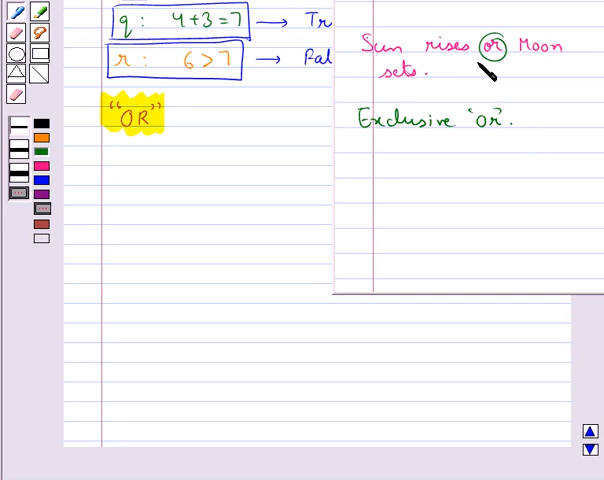 q : 4+3=7 → Tr
r : 6>7 → Fal
"OR"
Sun rises or Moon
sets.
Exclusive 'or'.